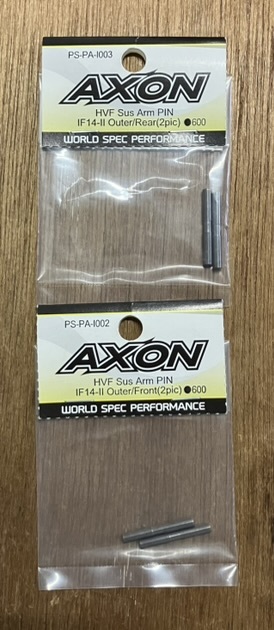 PS-PA-I003
AXON
HVF Sus Arm PIN
IF14-II Outer/Rear(2pic) ●600
WORLD SPEC PERFORMANCE
PS-PA-I002
AXON
HVF Sus Arm PIN
IF14-II Outer/Front(2pic) ●600
WORLD SPEC PERFORMANCE